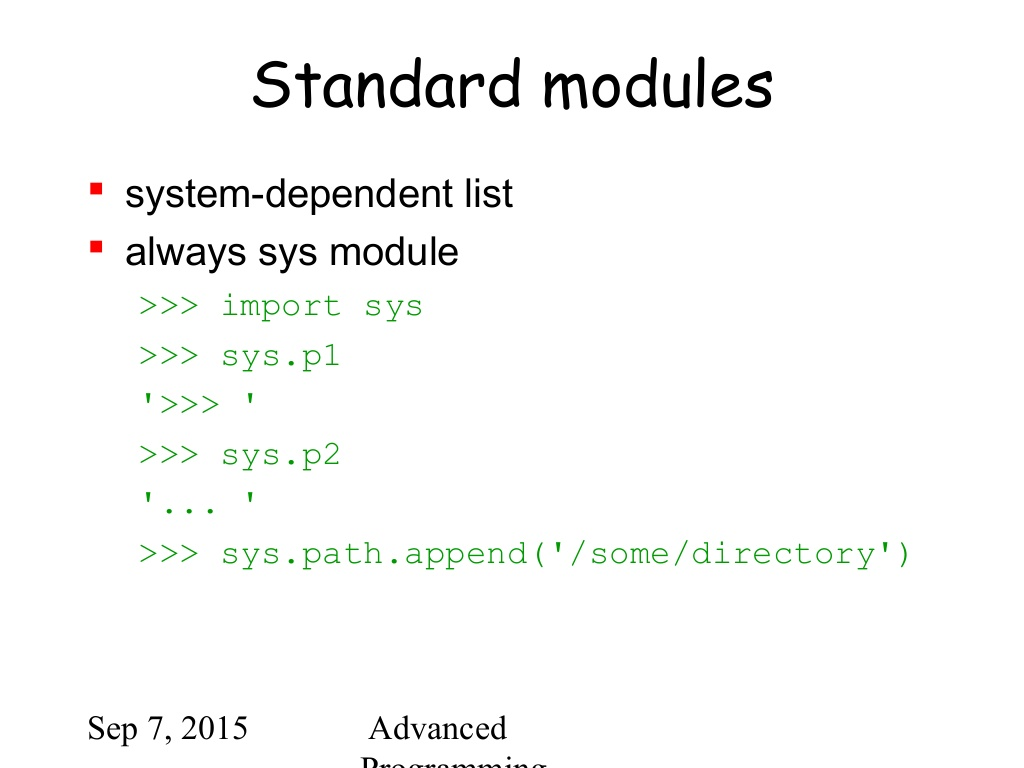 Standard modules
system-dependent list
always sys module
>>> import sys
>>> sys.p1
'>>> '
>>> sys.p2
'... '
>>> sys.path.append('/some/directory')
Sep 7, 2015
Advanced
Programming